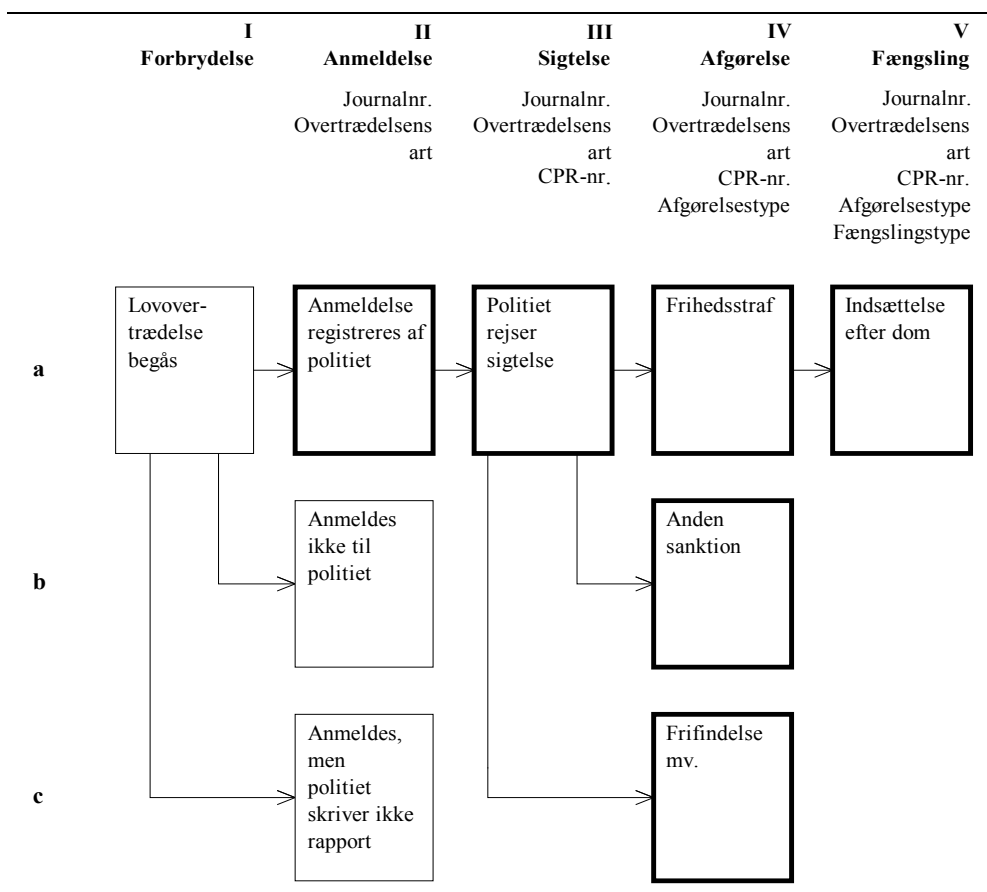 I
Forbrydelse
II
Anmeldelse
Journalnr.
Overtrædelsens
art
III
Sigtelse
Journalnr.
Overtrædelsens
art
CPR-nr.
IV
Afgørelse
Journalnr.
Overtrædelsens
art
CPR-nr.
Afgørelsestype
V
Fængsling
Journalnr.
Overtrædelsens
art
CPR-nr.
Afgørelsestype
Fængslingstype
a
Lovover-
trædelse
begås
Anmeldelse
registreres af
politiet
Politiet
rejser
sigtelse
Frihedsstraf
Indsættelse
efter dom
b
Anmeldes
ikke til
politiet
Anden
sanktion
c
Anmeldes,
men
politiet
skriver ikke
rapport
Frifindelse
mv.